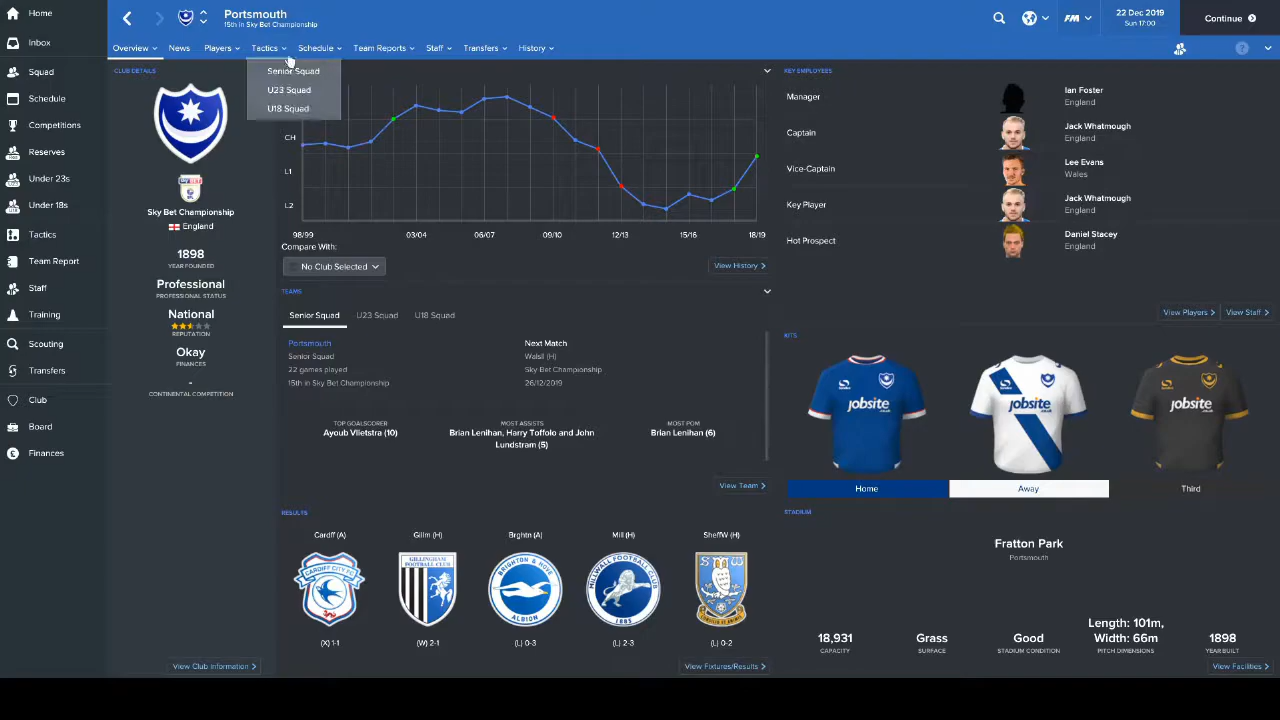 Home
Inbox
Squad
Schedule
Competitions
Reserves
Under 23s
Under 18s
Tactics
Team Report
Staff
Training
Scouting
Transfers
Club
Board
Finances
Portsmouth
15th in Sky Bet Championship
FM
22 Dec 2019
Sun 17:00
Continue
Overview
News
Players
Tactics
Schedule
Team Reports
Staff
Transfers
History
Senior Squad
U23 Squad
U18 Squad
CLUB DETAILS
Sky Bet Championship
England
1898
YEAR FOUNDED
Professional
PROFESSIONAL STATUS
National
REPUTATION
Okay
FINANCES
-
CONTINENTAL COMPETITION
View Club Information
CH
L1
L2
98/99 03/04 06/07 09/10 12/13 15/16 18/19
Compare With:
No Club Selected
View History
TEAMS
Senior Squad U23 Squad U18 Squad
Portsmouth
Senior Squad
22 games played
15th in Sky Bet Championship
Next Match
Walsll (H)
Sky Bet Championship
26/12/2019
TOP GOALSCORER
Ayoub Vlietstra (10)
MOST ASSISTS
Brian Lenihan, Harry Toffolo and John
Lundstram (5)
MOST POM
Brian Lenihan (6)
View Team
RESULTS
Cardff (A) Gillm (H) Brghtn (A) Mill (H) SheffW (H)
(X) 1-1 (W) 2-1 (L) 0-3 (L) 2-3 (L) 0-2
View Fixtures/Results
KEY EMPLOYEES
Manager
Ian Foster
England
Captain
Jack Whatmough
England
Vice-Captain
Lee Evans
Wales
Key Player
Jack Whatmough
England
Hot Prospect
Daniel Stacey
England
View Players
View Staff
KITS
jobsite
jobsite
jobsite
Home Away Third
STADIUM
Fratton Park
Portsmouth
18,931
CAPACITY
Grass
SURFACE
Good
STADIUM CONDITION
Length: 101m,
Width: 66m
PITCH DIMENSIONS
1898
YEAR BUILT
View Facilities